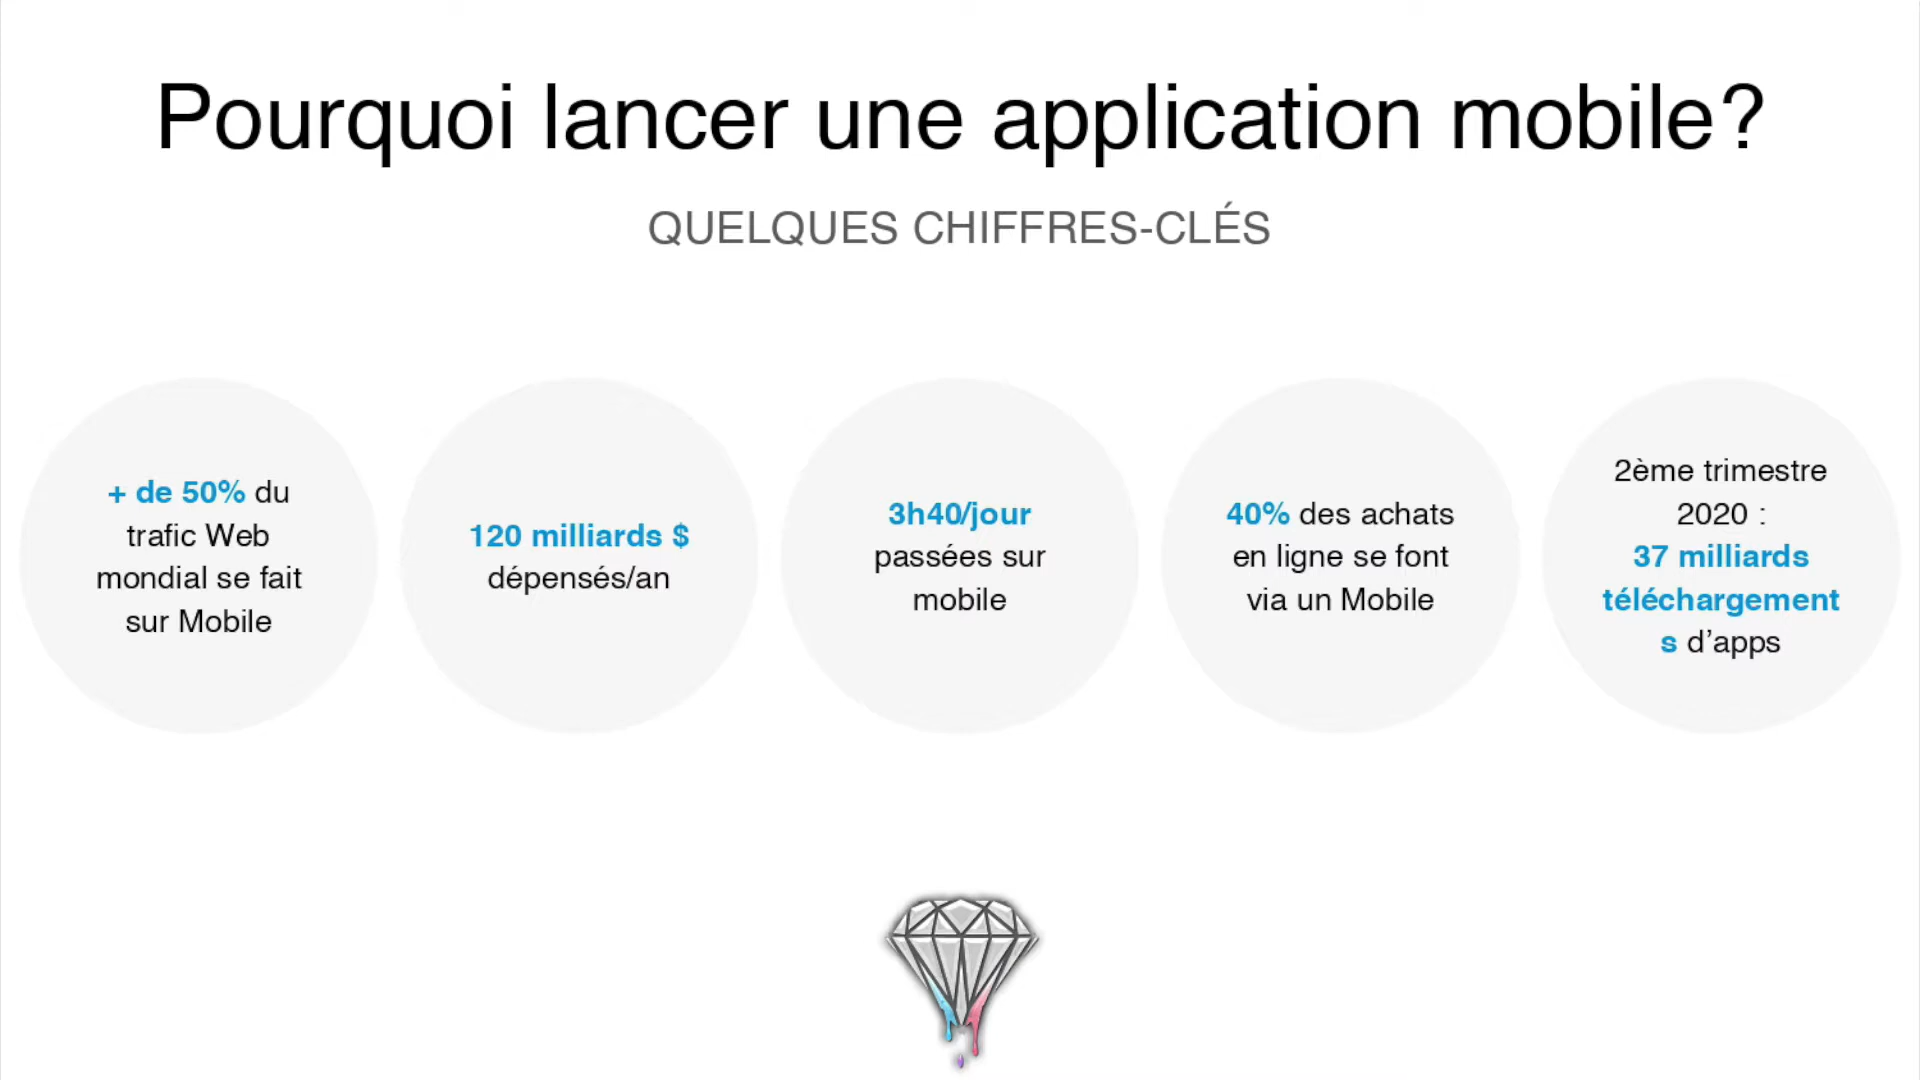 Pourquoi lancer une application mobile?
QUELQUES CHIFFRES-CLÉS
+ de 50% du
trafic Web
mondial se fait
sur Mobile
120 milliards $
dépensés/an
3h40/jour
passées sur
mobile
40% des achats
en ligne se font
via un Mobile
2ème trimestre
2020 :
37 milliards
téléchargement
s d’apps